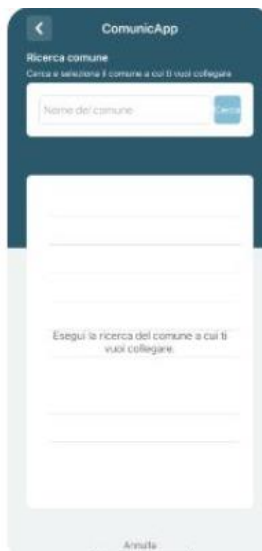 ComunicApp
Ricerca comune
Cerca e seleziona il comune a cui ti vuoi collegare
Nome del comune
Cerca
Esegui la ricerca del comune a cui ti
vuoi collegare.
Annulla